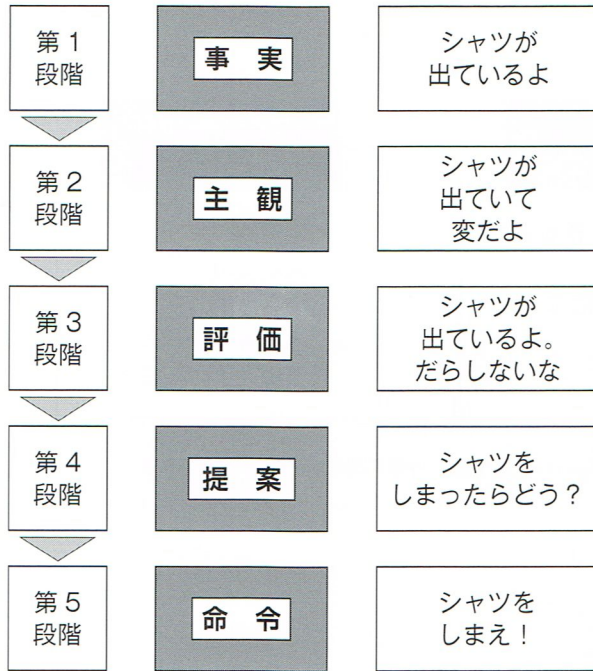 第1
段階
事 実
シャツが
出ているよ
第2
段階
主 観
シャツが
出ていて
変だよ
第3
段階
評 価
シャツが
出ているよ。
だらしないな
第4
段階
提 案
シャツを
しまったらどう？
第5
段階
命 令
シャツを
しまえ！